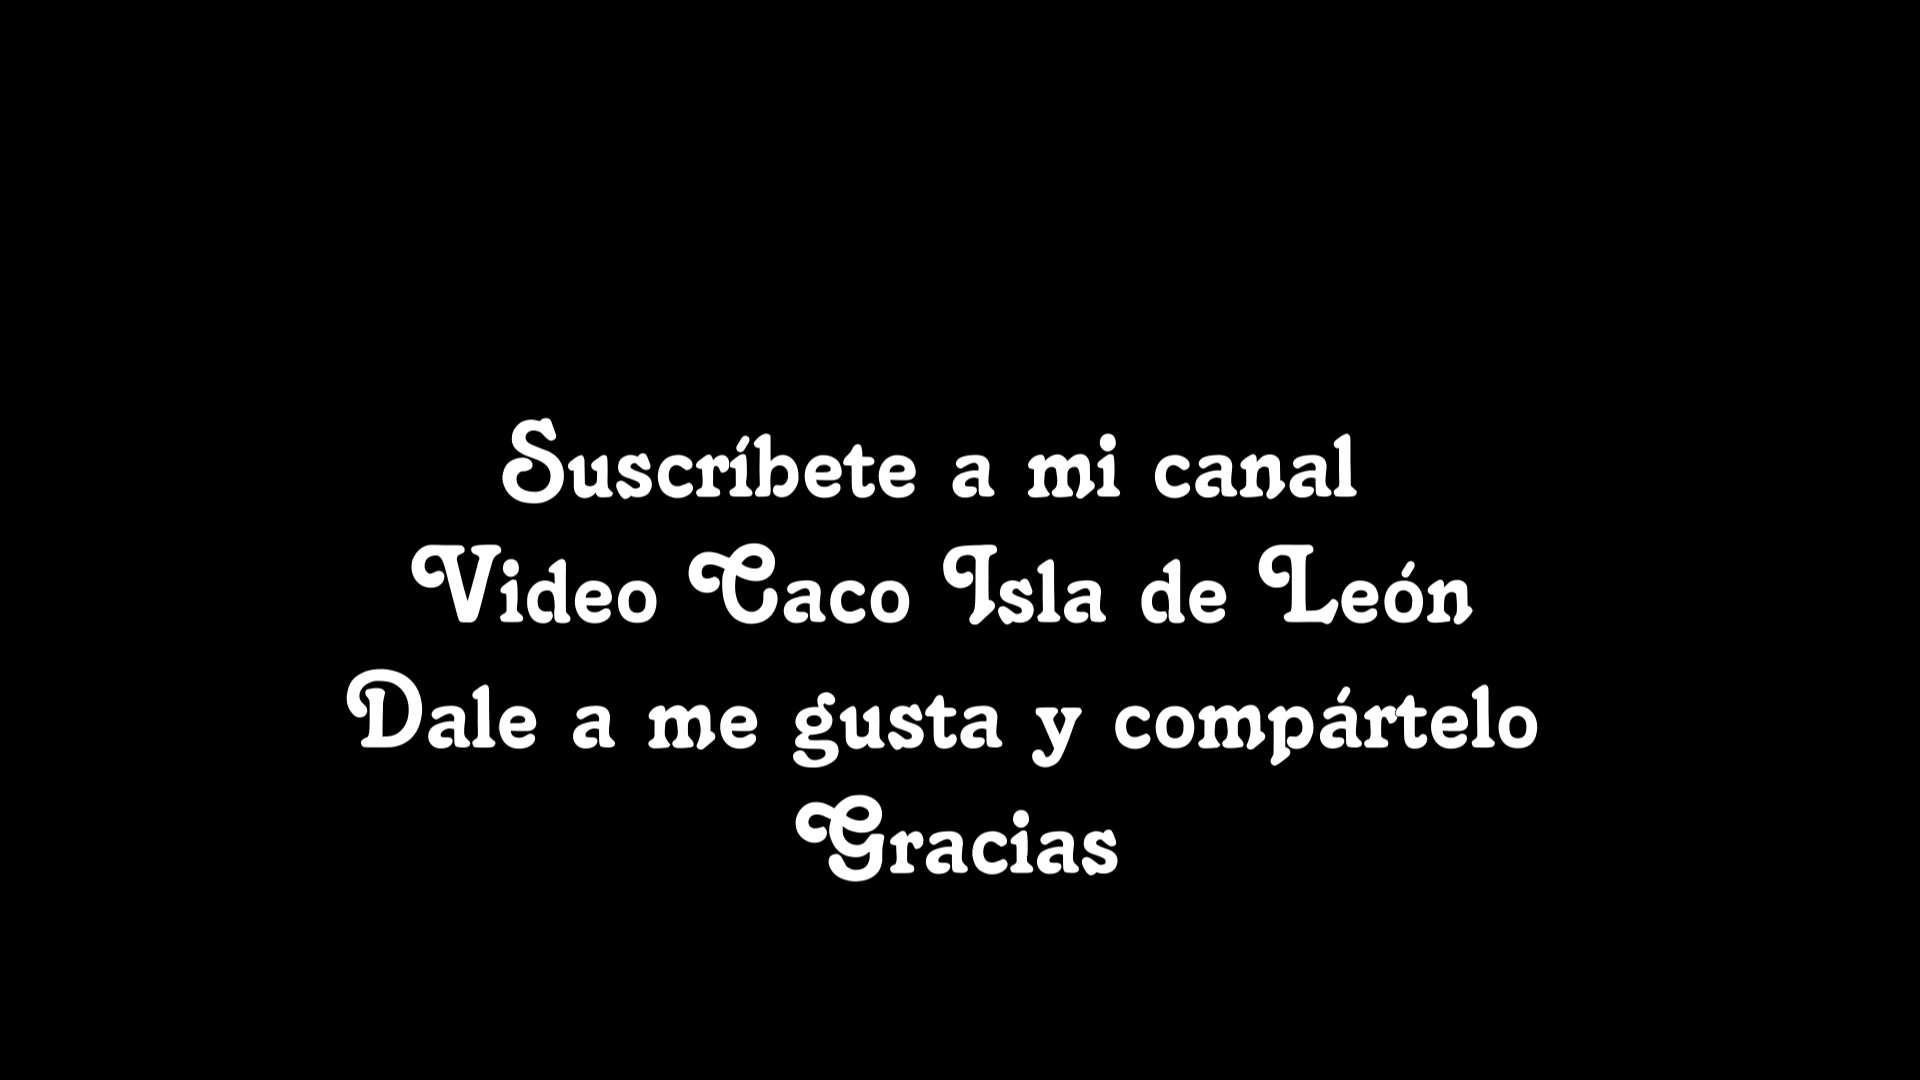 Suscríbete a mi canal
Video Caco Isla de León
Dale a me gusta y compártelo
Gracias